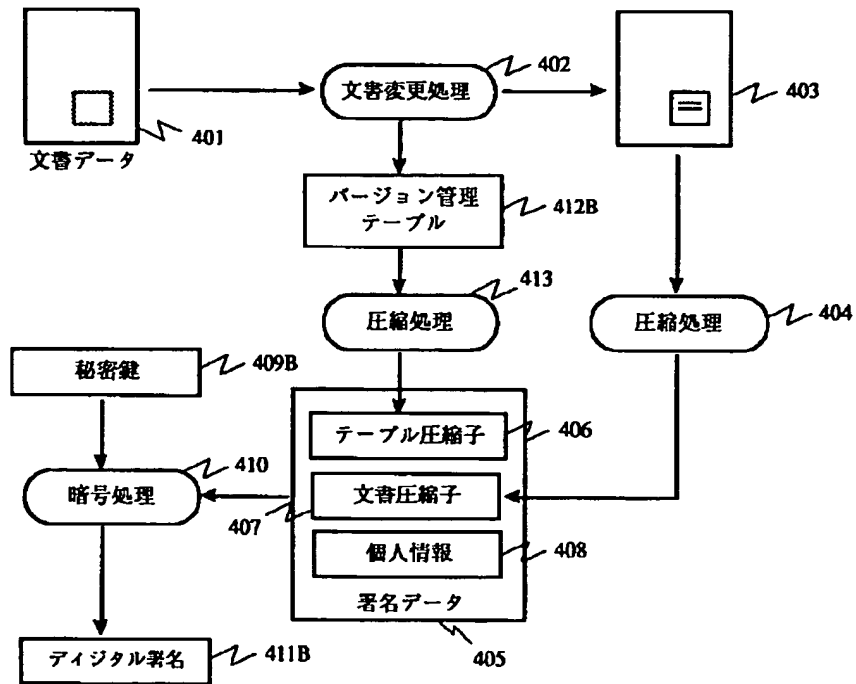 402
文書変更処理
403
401
文書データ
バージョン管理
テーブル
412B
413
圧縮処理
圧縮処理
404
秘密鍵
409B
テーブル圧縮子
406
410
暗号処理
文書圧縮子
407
個人情報
408
署名データ
405
ディジタル署名
411B